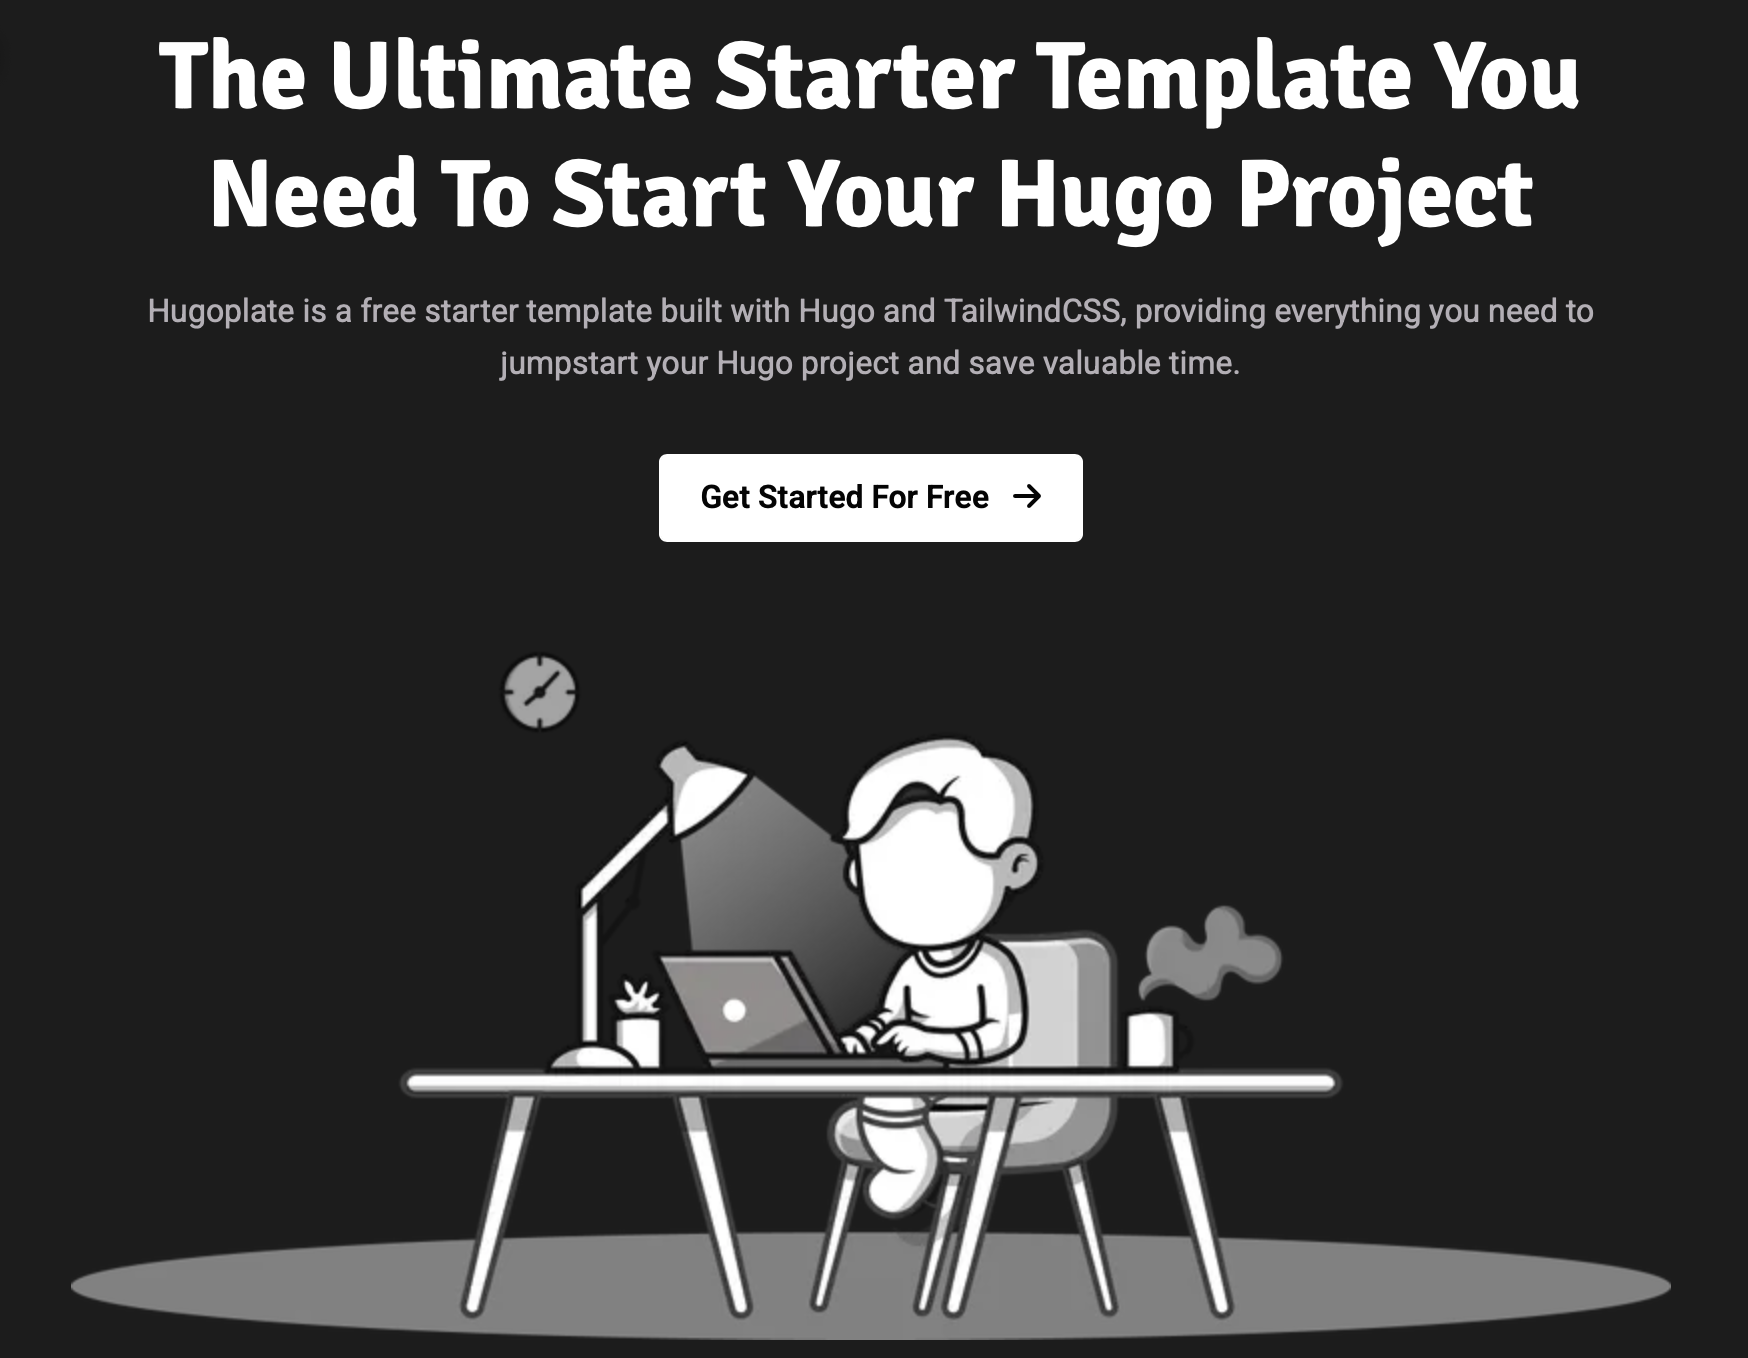 The Ultimate Starter Template You
Need To Start Your Hugo Project
Hugoplate is a free starter template built with Hugo and TailwindCSS, providing everything you need to
jumpstart your Hugo project and save valuable time.
Get Started For Free →